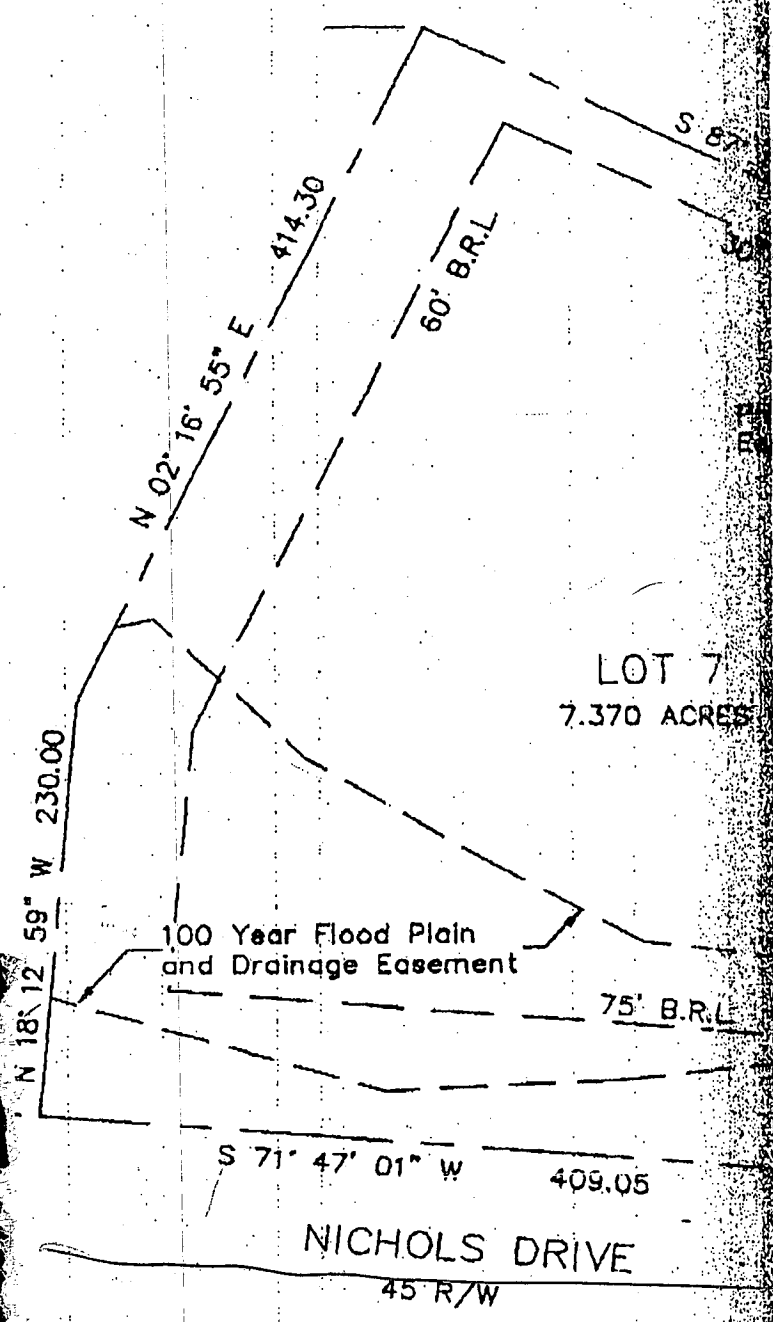 S
414.30
60' B.R.L
N 02° 16' 55" E
LOT 7
7.370 ACRES
N 18° 12' 59" W 230.00
100 Year Flood Plain
and Drainage Easement
75' B.R.L
S 71° 47' 01" W 409.05
NICHOLS DRIVE
45 R/W